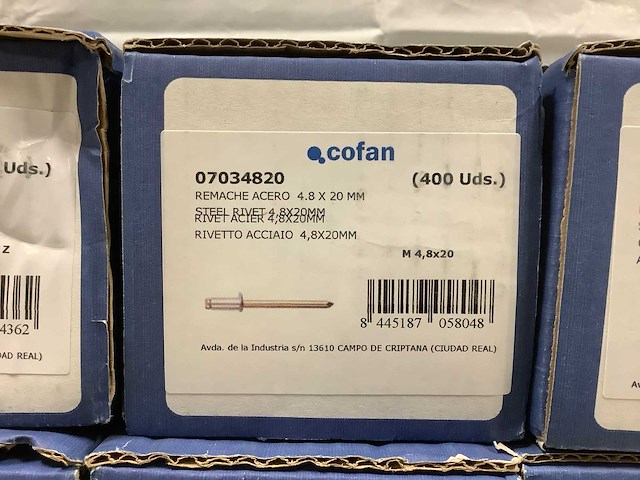 cofan
07034820 (400 Uds.)
REMACHE ACERO 4.8 X 20 MM
STEEL RIVET 4,8X20MM
RIVET ACIER 4,8X20MM
RIVETTO ACCIAIO 4,8X20MM
M 4,8x20
8 445187 058048
Avda. de la Industria s/n 13610 CAMPO DE CRIPTANA (CIUDAD REAL)
Uds.)
Z
4362
DAD REAL)